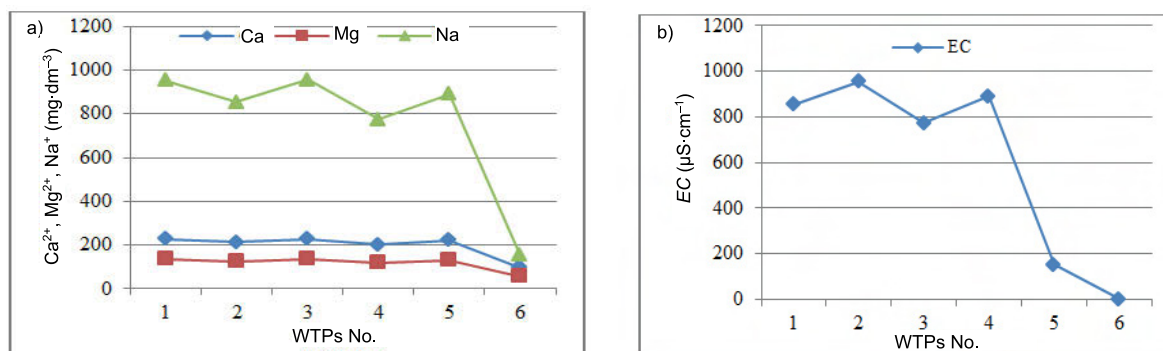 a)
Ca Mg Na
Ca²⁺, Mg²⁺, Na⁺ (mg·dm⁻³)
1200
1000
800
600
400
200
0
1 2 3 4 5 6
WTPs No.
b)
EC
EC (µS·cm⁻¹)
1200
1000
800
600
400
200
0
1 2 3 4 5 6
WTPs No.